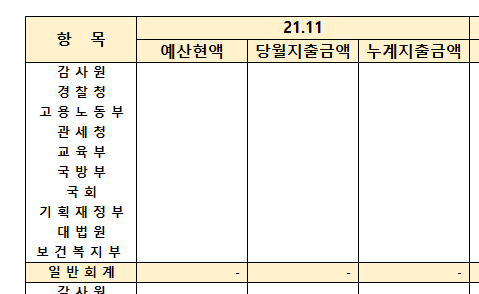 항 목 21.11
예산현액 당월지출금액 누계지출금액
감 사 원
경 찰 청
고 용 노 동 부
관 세 청
교 육 부
국 방 부
국 회
기 획 재 정 부
대 법 원
보 건 복 지 부
일 반 회 계 - - -
감 사 원